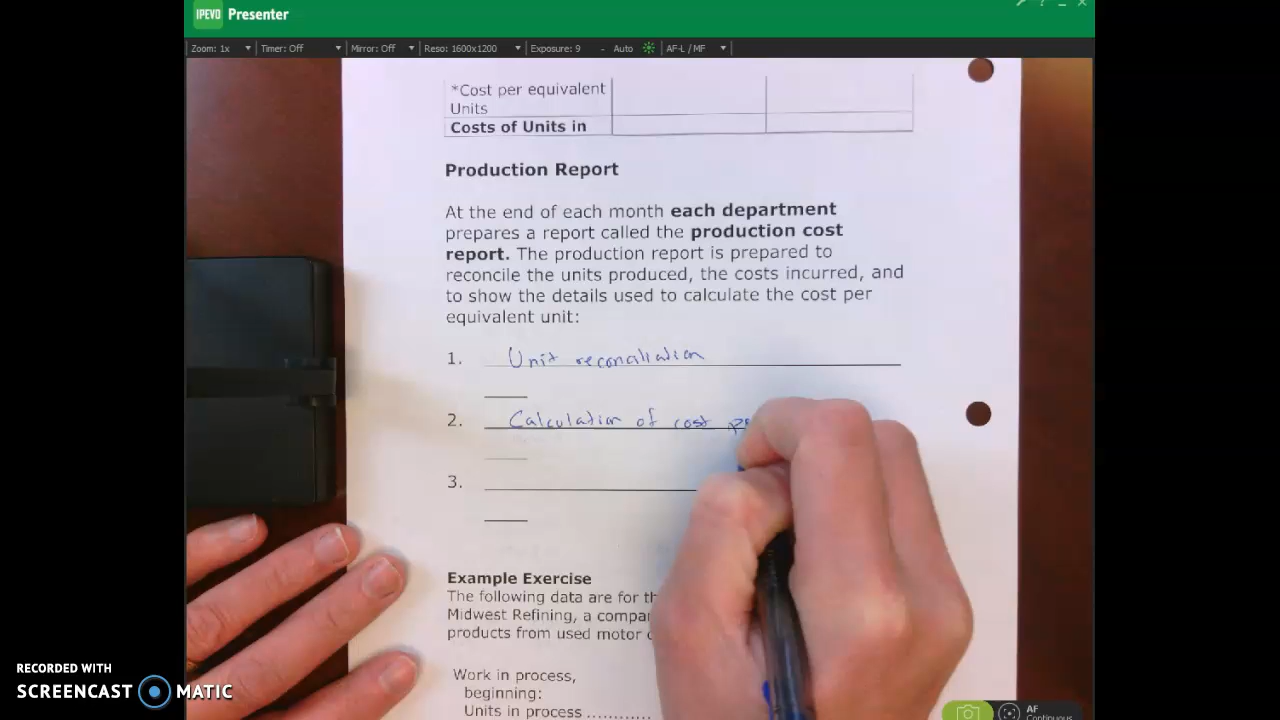 IPEVO Presenter
Zoom: 1x Timer: Off Mirror: Off Reso: 1600x1200 Exposure: 9 - Auto AF-L / MF
*Cost per equivalent
Units
Costs of Units in
Production Report
At the end of each month each department
prepares a report called the production cost
report. The production report is prepared to
reconcile the units produced, the costs incurred, and
to show the details used to calculate the cost per
equivalent unit:
1. Unit reconciliation
2. Calculation of cost
3.
Example Exercise
The following data are for
Midwest Refining, a
products from used motor
Work in process,
beginning:
Units in process ............
RECORDED WITH
SCREENCAST MATIC
AF
Continuous